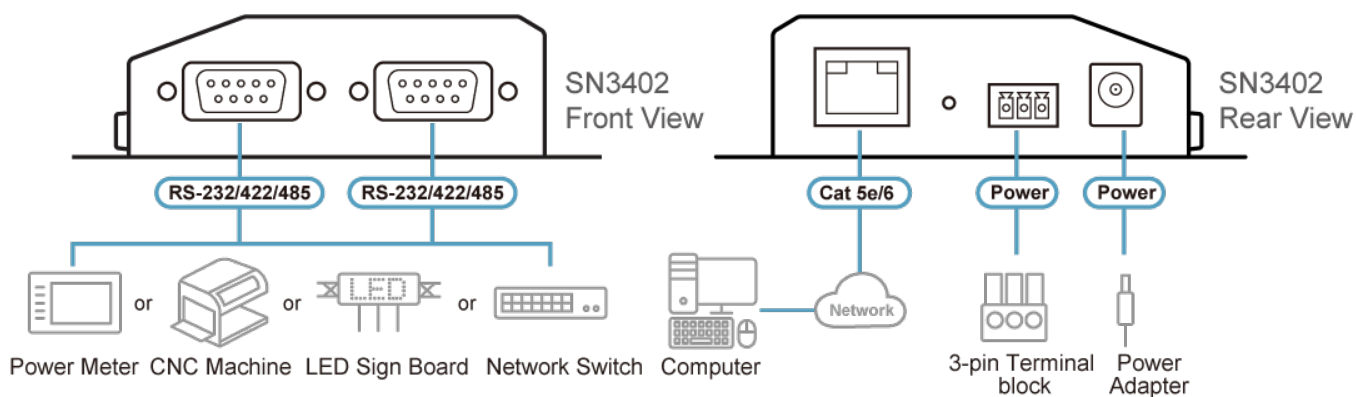 SN3402
Front View
SN3402
Rear View
RS-232/422/485
RS-232/422/485
Cat 5e/6
Power
Power
or
or
LED
or
Network
Power Meter
CNC Machine
LED Sign Board
Network Switch
Computer
3-pin Terminal
block
Power
Adapter